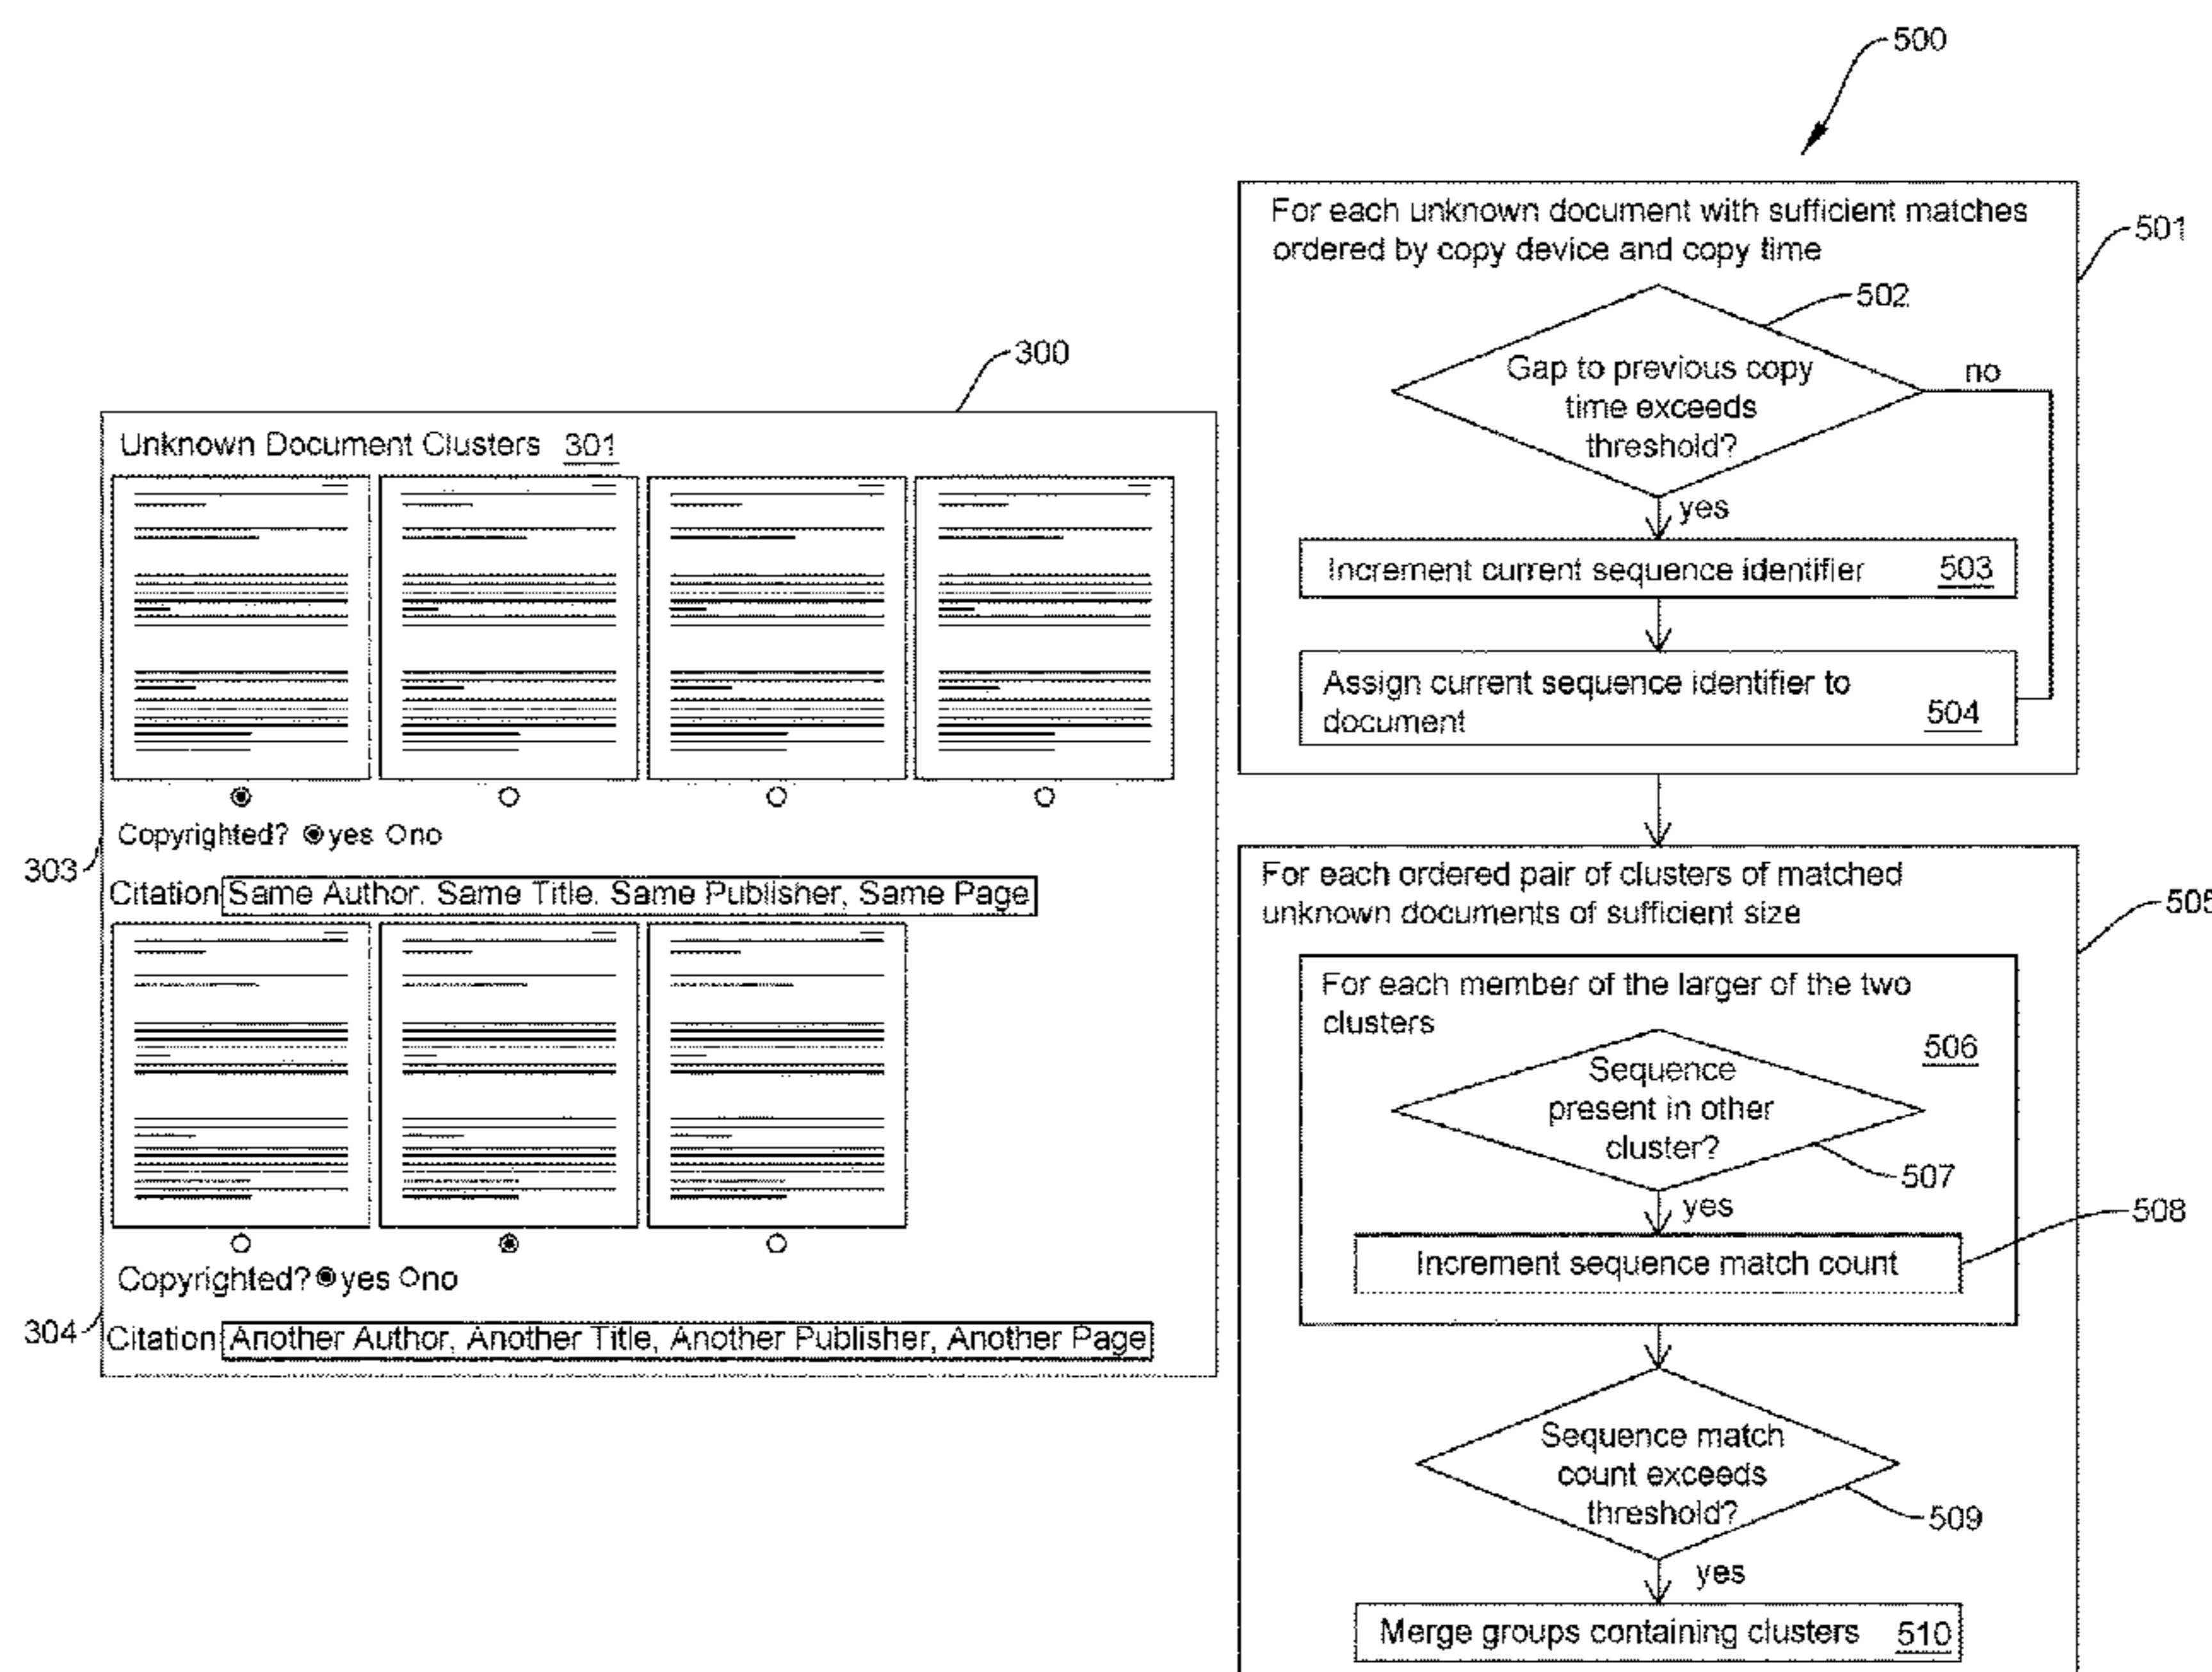 300
Unknown Document Clusters 301
Copyrighted? yes no
303
Citation Same Author. Same Title. Same Publisher, Same Page
Copyrighted? yes no
304
Citation Another Author, Another Title, Another Publisher, Another Page
500
For each unknown document with sufficient matches
ordered by copy device and copy time
501
502
Gap to previous copy
time exceeds
threshold?
no
yes
Increment current sequence identifier 503
Assign current sequence identifier to
document 504
For each ordered pair of clusters of matched
unknown documents of sufficient size
505
For each member of the larger of the two
clusters
506
Sequence
present in other
cluster?
507
yes
508
Increment sequence match count
Sequence match
count exceeds
threshold?
509
yes
Merge groups containing clusters 510